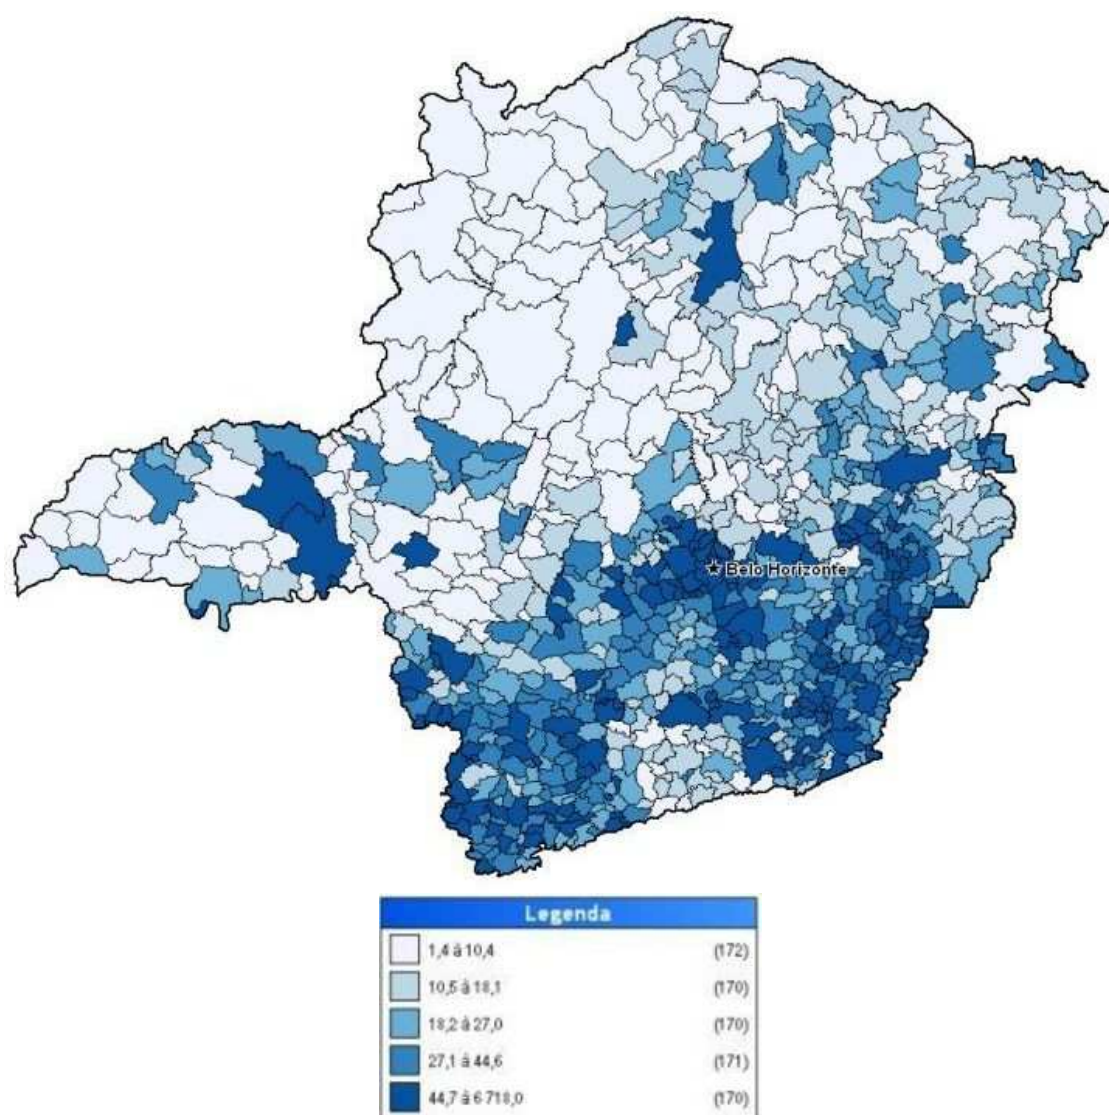 ★ Belo Horizonte
Legenda
1,4 à 10,4 (172)
10,5 à 18,1 (170)
18,2 à 27,0 (170)
27,1 à 44,6 (171)
44,7 à 6 718,0 (170)